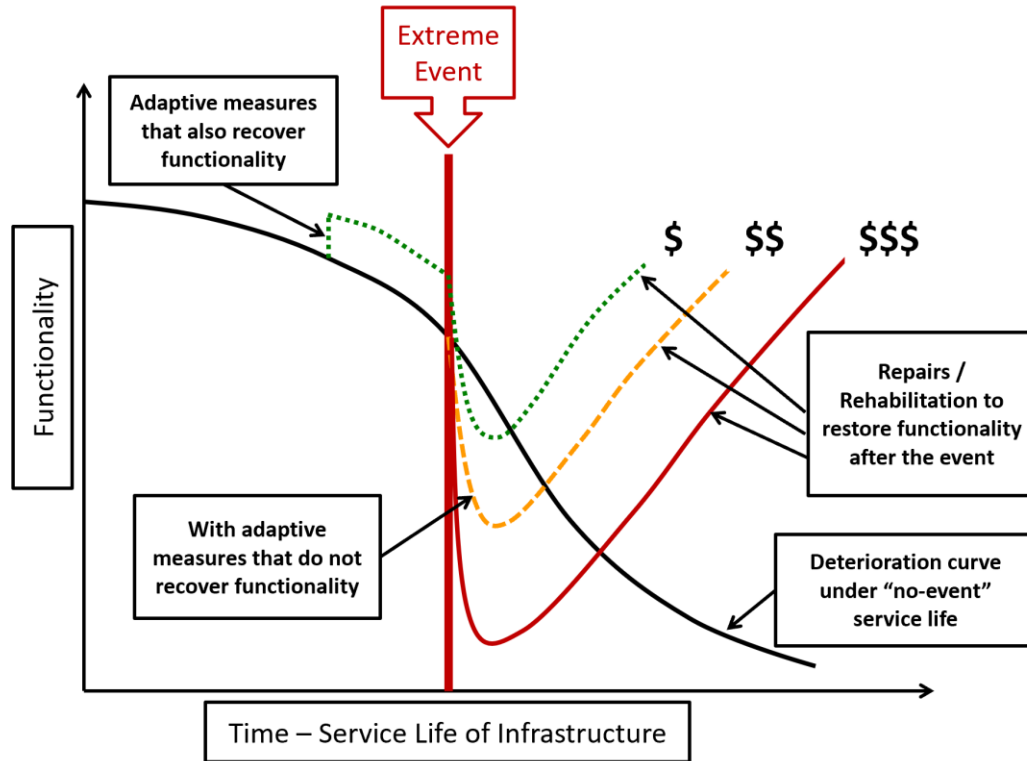 Extreme
Event
Adaptive measures
that also recover
functionality
$ $$ $$$
Functionality
Repairs /
Rehabilitation to
restore functionality
after the event
With adaptive
measures that do not
recover functionality
Deterioration curve
under “no-event”
service life
Time – Service Life of Infrastructure